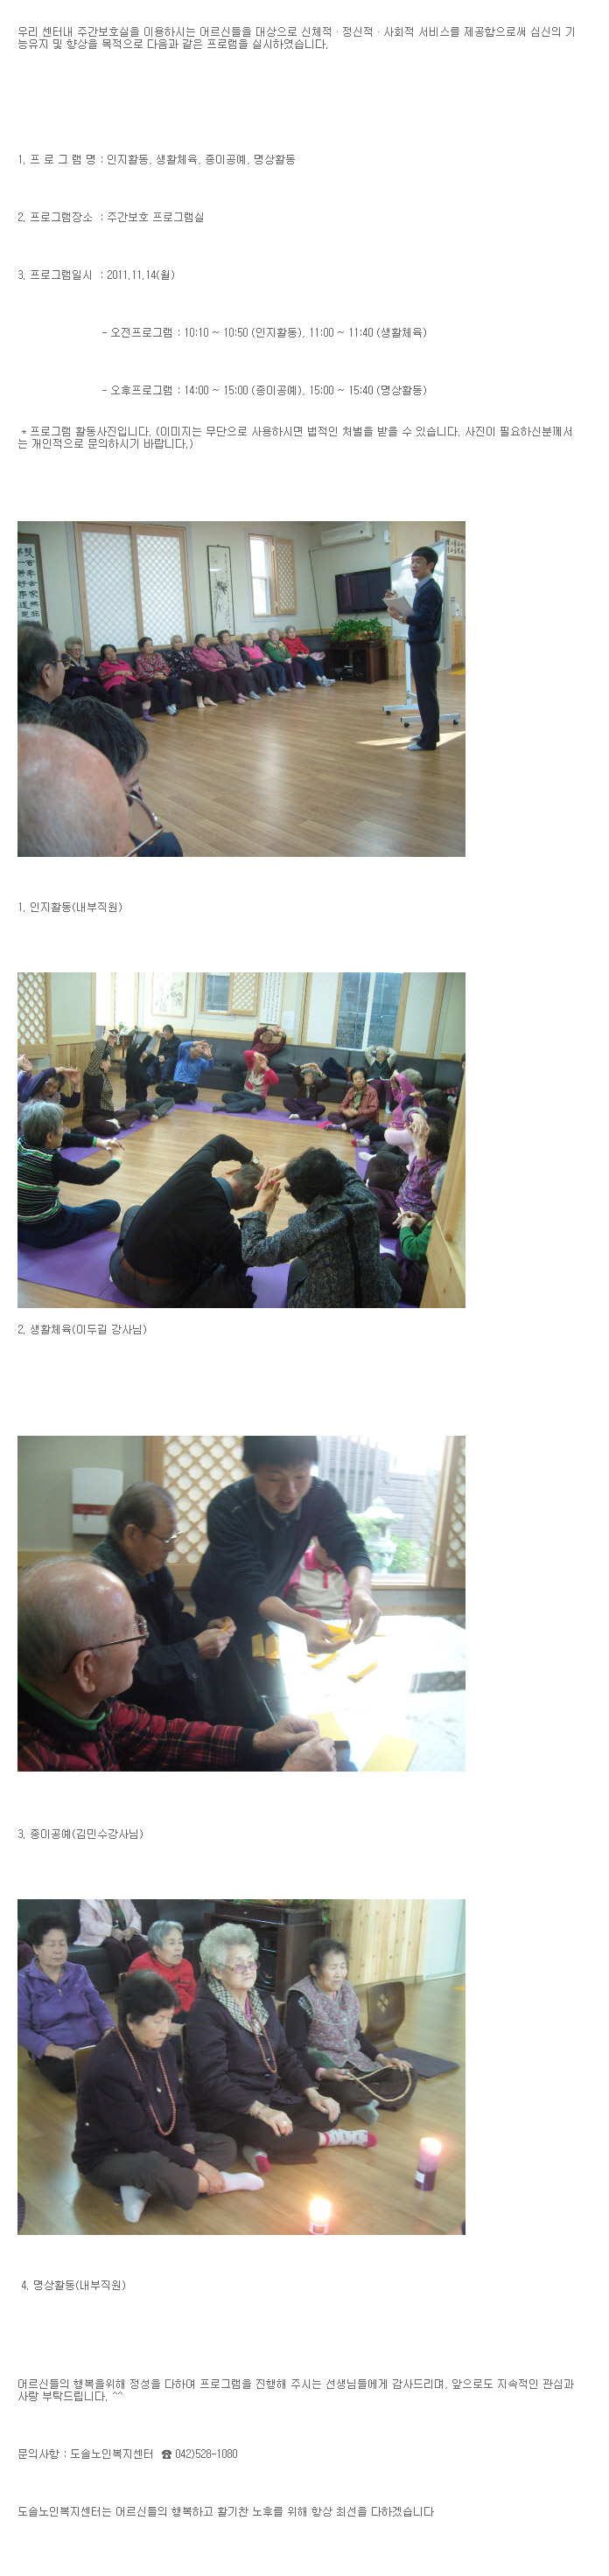 우리 센터내 주간보호실을 이용하시는 어르신들을 대상으로 신체적 · 정신적 · 사회적 서비스를 제공함으로써 심신의 기
능유지 및 향상을 목적으로 다음과 같은 프로램을 실시하였습니다.
1. 프 로 그 램 명 : 인지활동, 생활체육, 종이공예, 명상활동
2. 프로그램장소 : 주간보호 프로그램실
3. 프로그램일시 : 2011.11.14(월)
- 오젼프로그램 : 10:10 ~ 10:50 (인지활동), 11:00 ~ 11:40 (생활체육)
- 오후프로그램 : 14:00 ~ 15:00 (종이공예), 15:00 ~ 15:40 (명상활동)
* 프로그램 활동사진입니다. (이미지는 무단으로 사용하시면 법적인 처벌을 받을 수 있습니다. 사진이 필요하신분께서
는 개인적으로 문의하시기 바랍니다.)
1. 인지활동(내부직원)
2. 생활체육(이두길 강사님)
3. 종이공예(김민수강사님)
4. 명상활동(내부직원)
어르신들의 행복을위해 정성을 다하여 프로그램을 진행해 주시는 선생님들에게 감사드리며, 앞으로도 지속적인 관심과
사랑 부탁드립니다. ^^
문의사항 : 도솔노인복지센터 ☎ 042)528-1080
도솔노인복지센터는 어르신들의 행복하고 활기찬 노후를 위해 항상 최선을 다하겠습니다